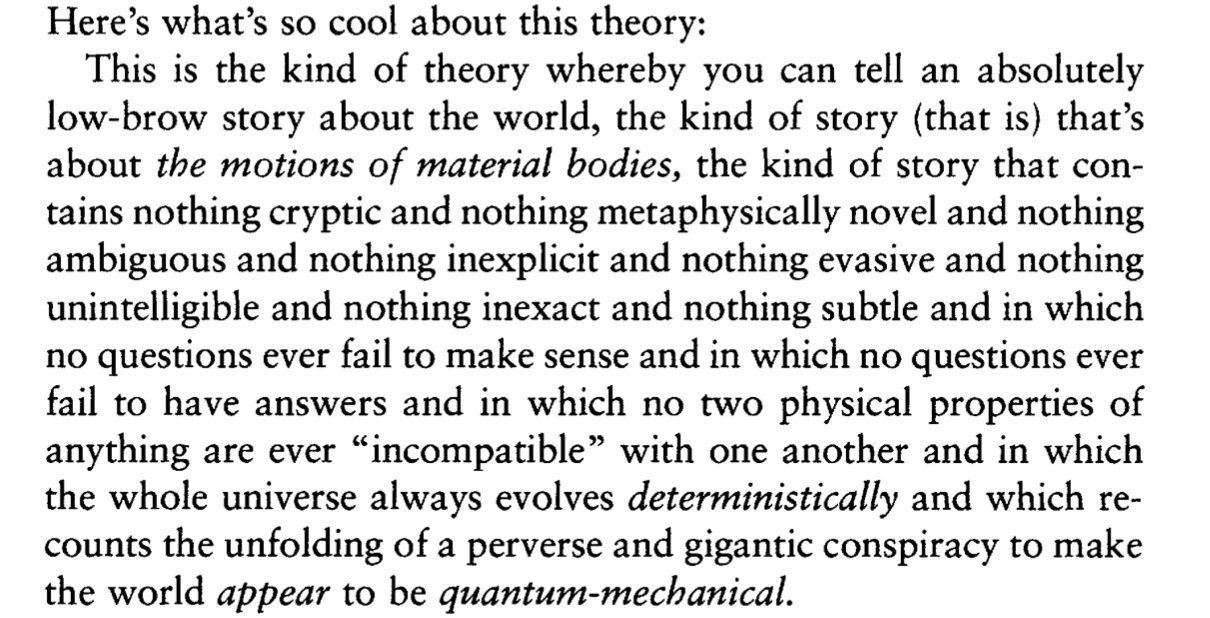 Here's what's so cool about this theory:
This is the kind of theory whereby you can tell an absolutely
low-brow story about the world, the kind of story (that is) that's
about the motions of material bodies, the kind of story that con-
tains nothing cryptic and nothing metaphysically novel and nothing
ambiguous and nothing inexplicit and nothing evasive and nothing
unintelligible and nothing inexact and nothing subtle and in which
no questions ever fail to make sense and in which no questions ever
fail to have answers and in which no two physical properties of
anything are ever “incompatible” with one another and in which
the whole universe always evolves deterministically and which re-
counts the unfolding of a perverse and gigantic conspiracy to make
the world appear to be quantum-mechanical.